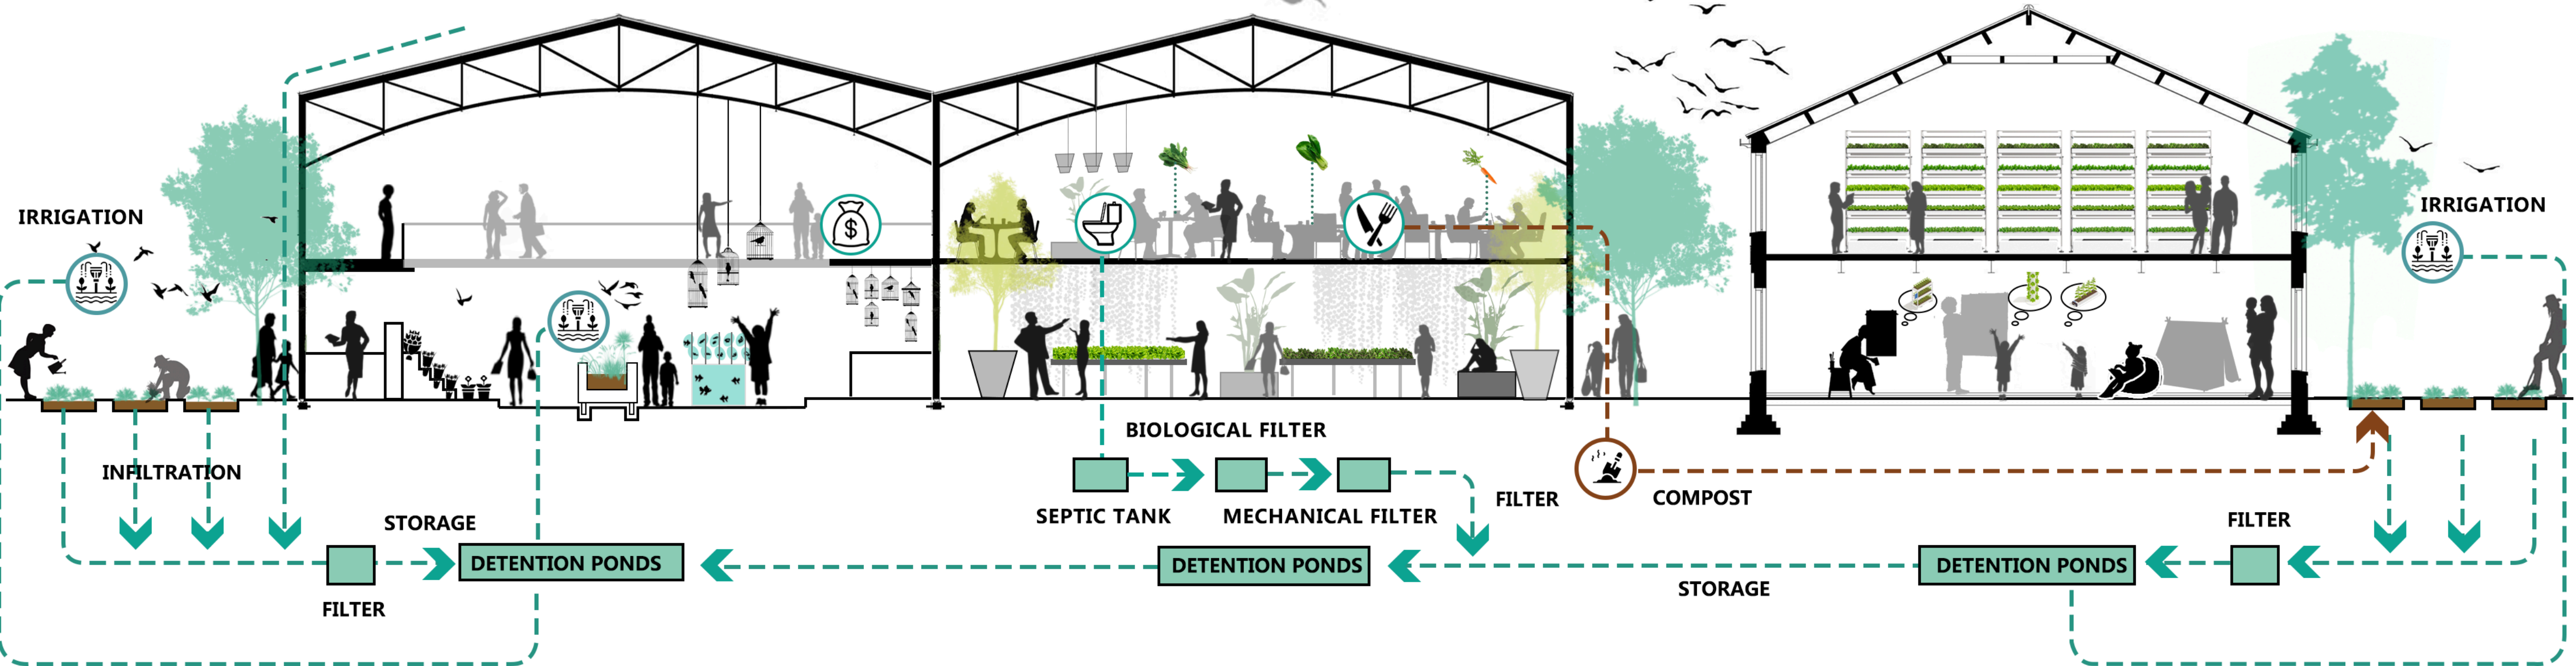 IRRIGATION
IRRIGATION
$
BIOLOGICAL FILTER
INFILTRATION
SEPTIC TANK
MECHANICAL FILTER
FILTER
COMPOST
STORAGE
FILTER
DETENTION PONDS
DETENTION PONDS
DETENTION PONDS
STORAGE
FILTER